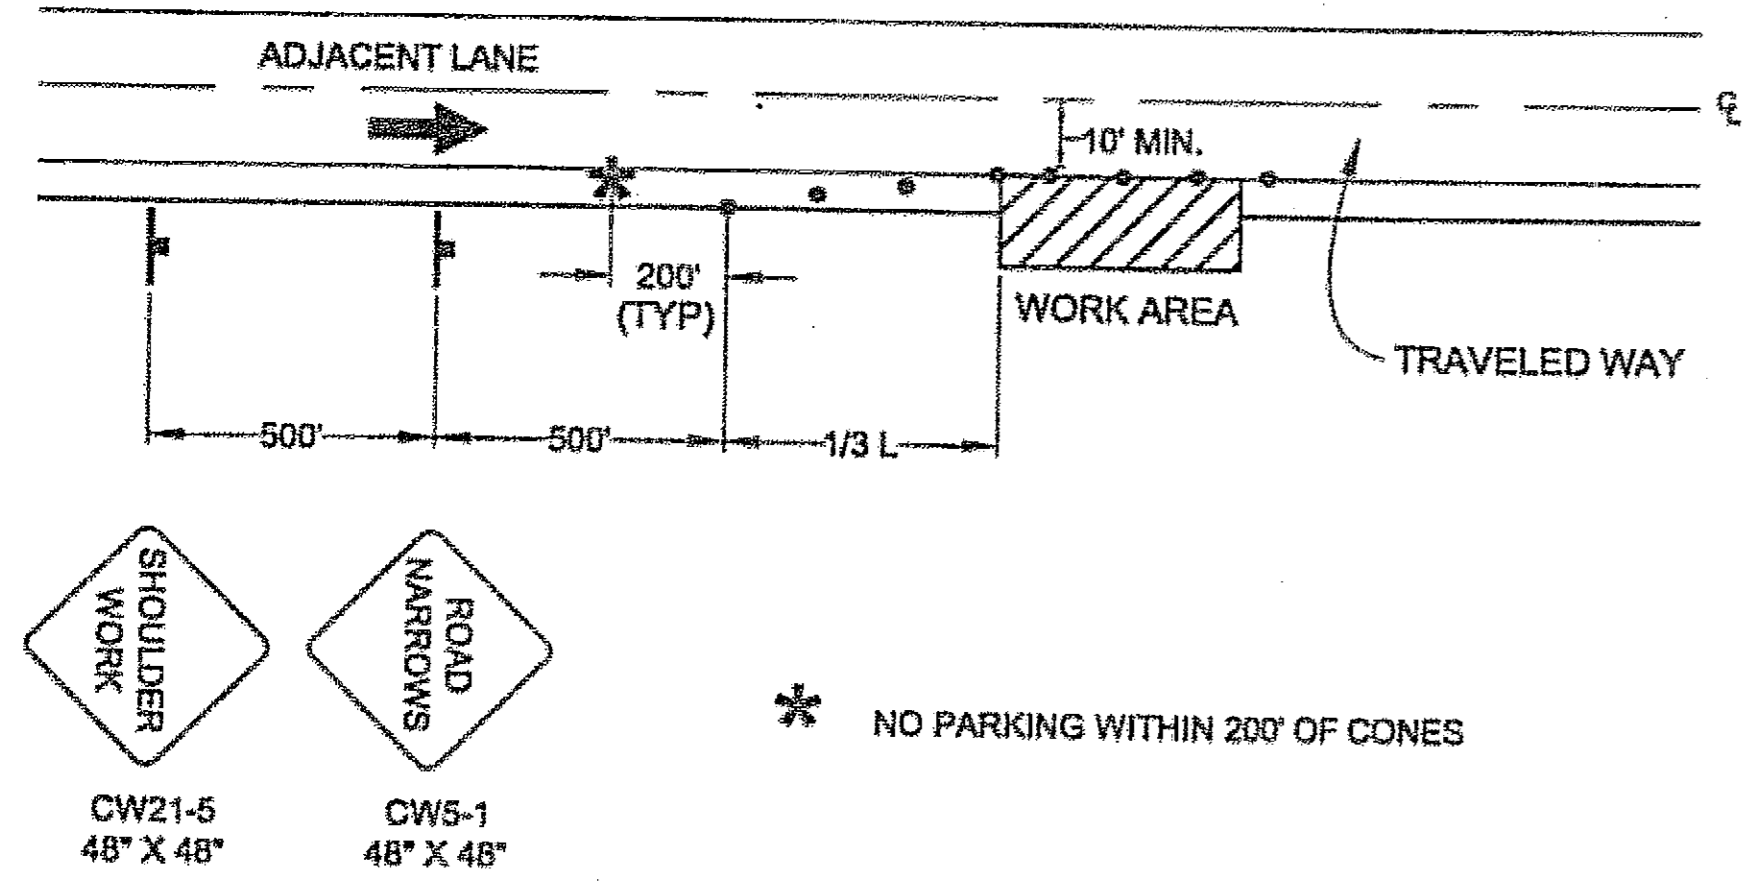 ADJACENT LANE
10' MIN.
200'
(TYP)
WORK AREA
TRAVELED WAY
500'
500'
1/3 L
SHOULDER
WORK
ROAD
NARROWS
* NO PARKING WITHIN 200' OF CONES
CW21-5
48" X 48"
CW5-1
48" X 48"